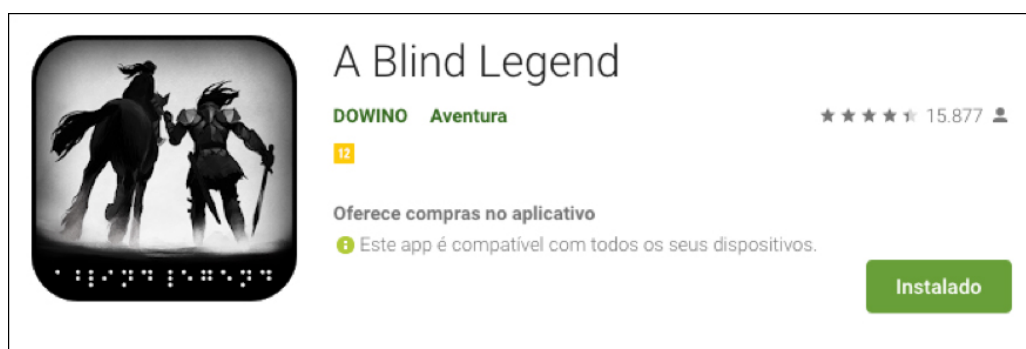 A Blind Legend
DOWINO Aventura 15.877
12
Oferece compras no aplicativo
Este app é compatível com todos os seus dispositivos.
Instalado